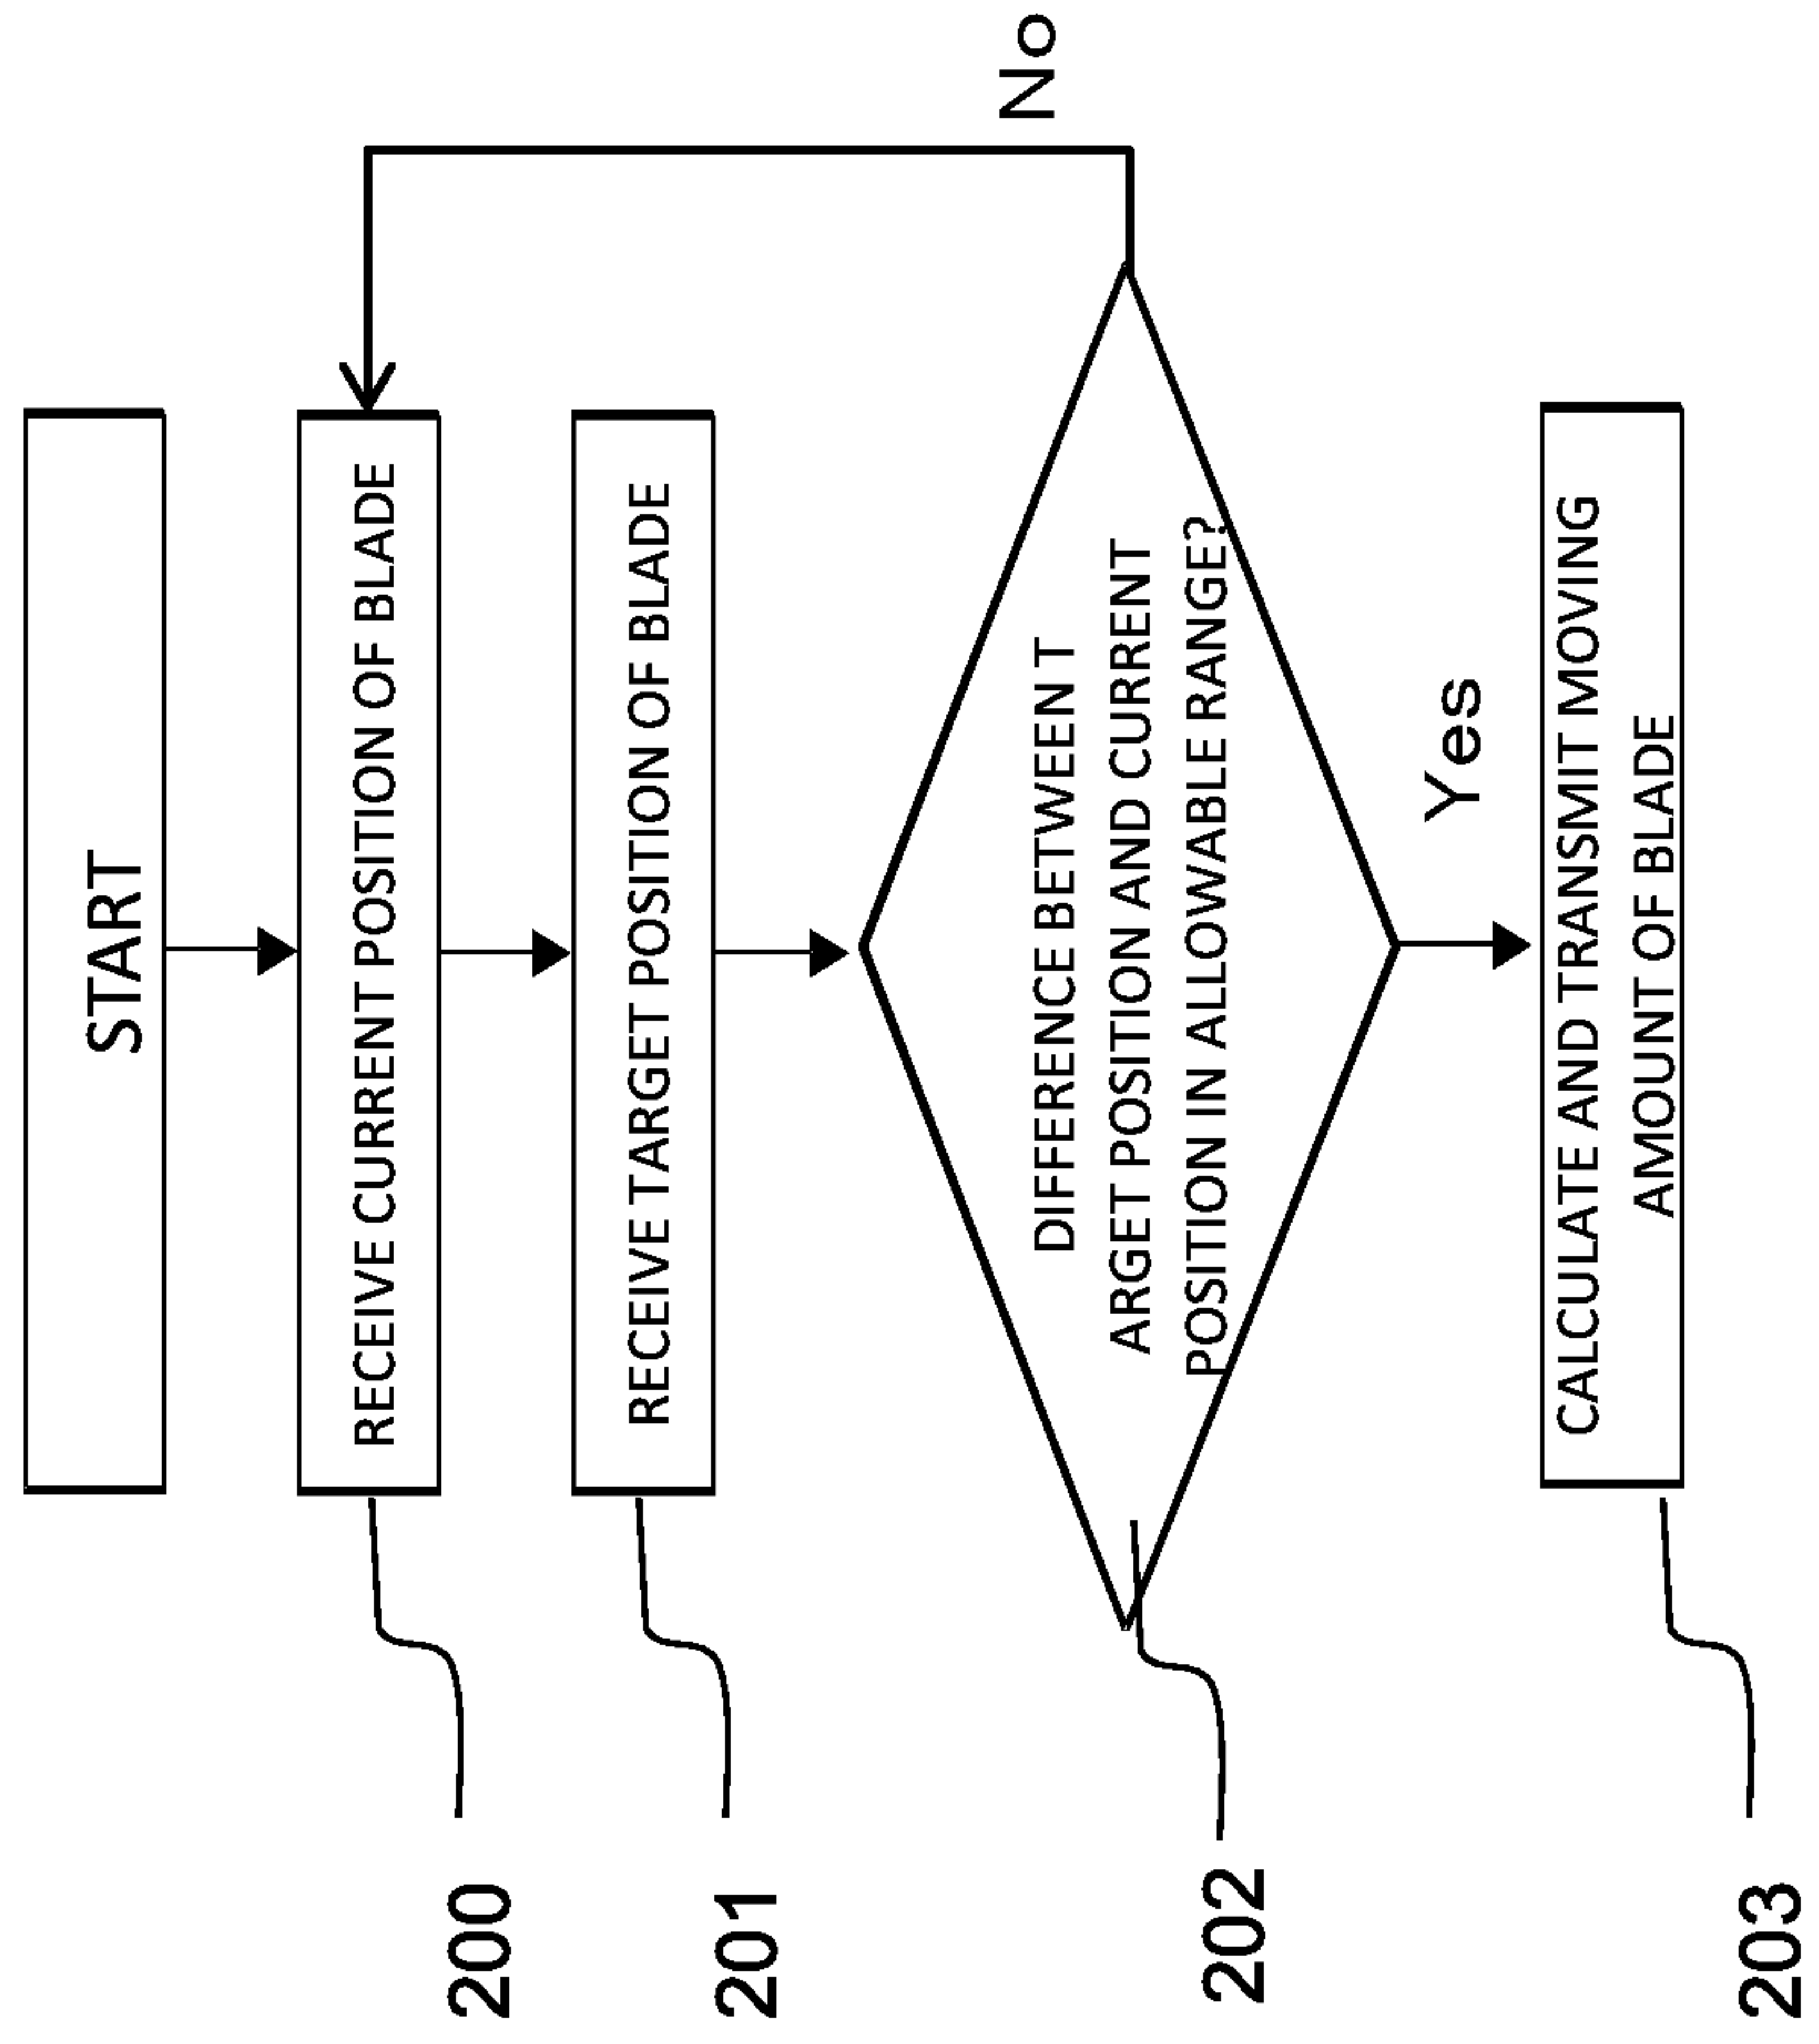 START
200
RECEIVE CURRENT POSITION OF BLADE
201
RECEIVE TARGET POSITION OF BLADE
202
DIFFERENCE BETWEEN T
ARGET POSITION AND CURRENT
POSITION IN ALLOWABLE RANGE?
No
Yes
203
CALCULATE AND TRANSMIT MOVING
AMOUNT OF BLADE